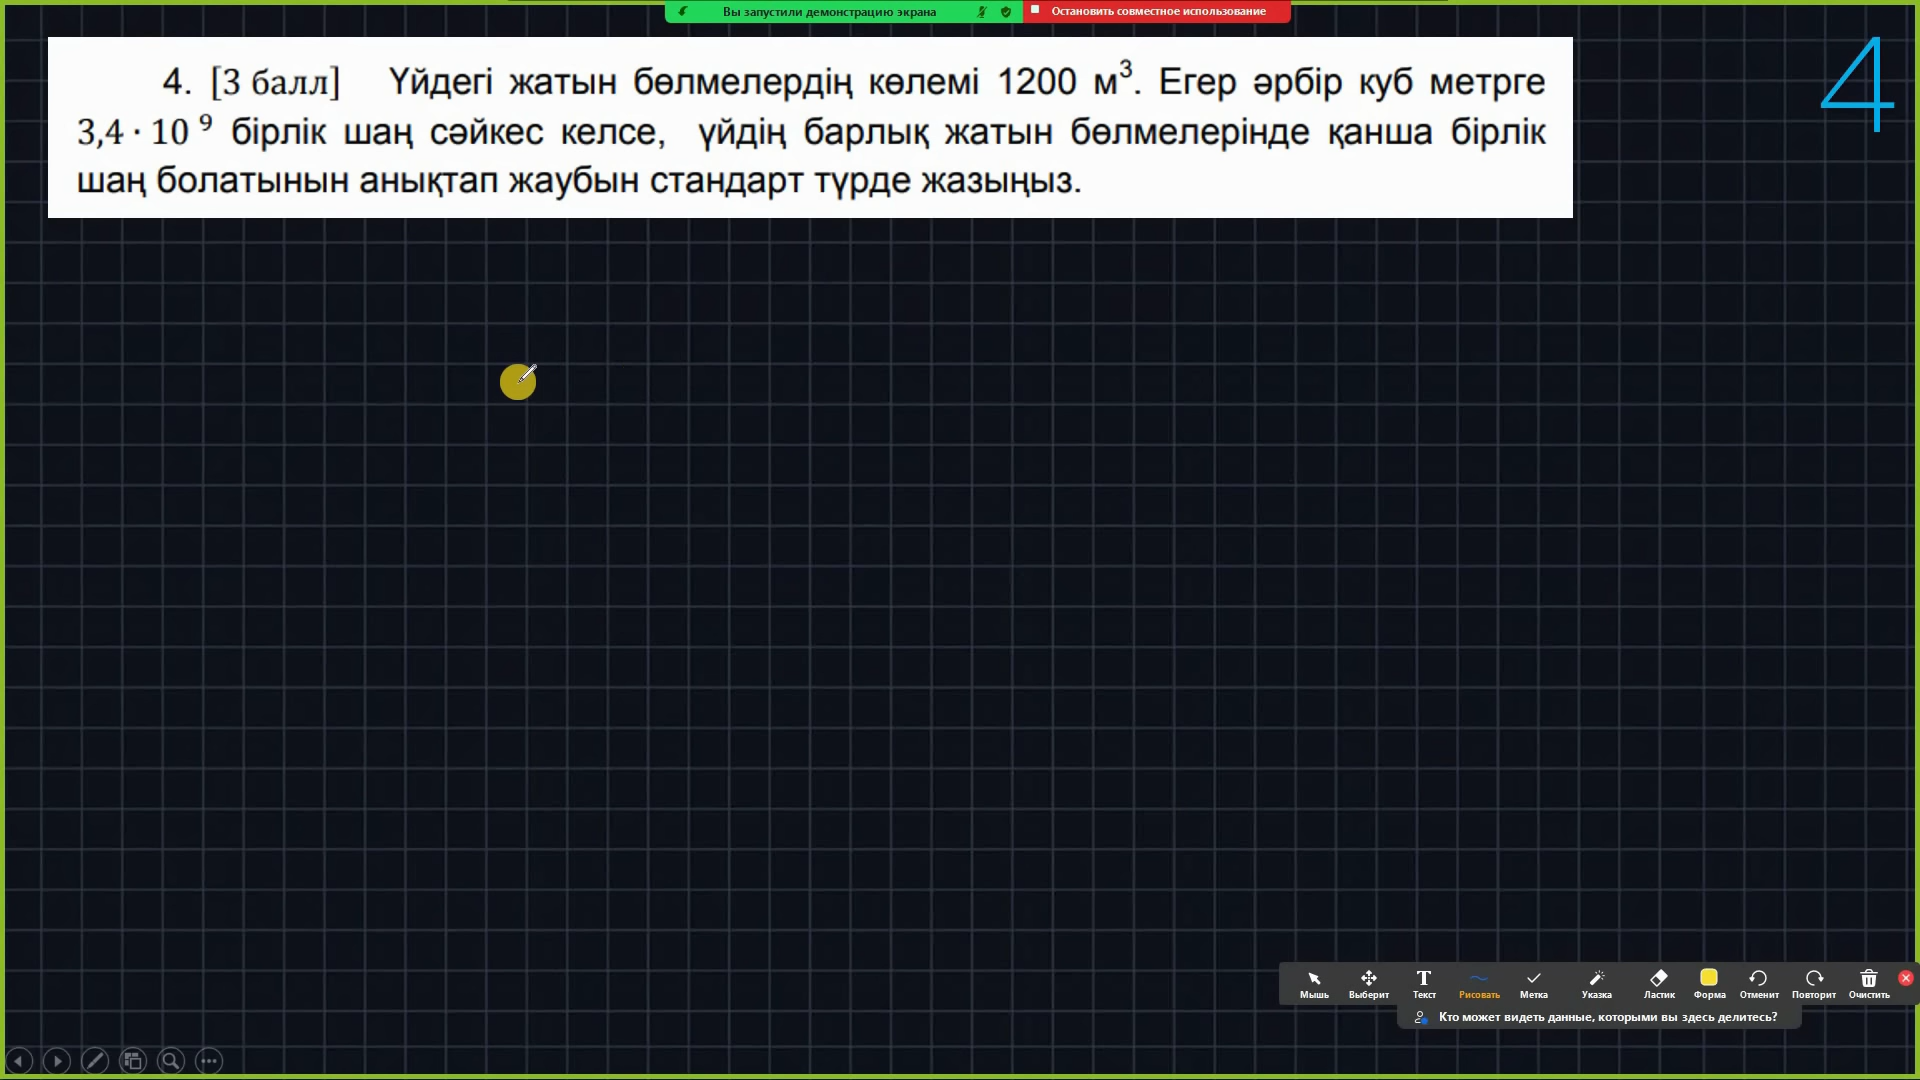 Вы запустили демонстрацию экрана
Остановить совместное использование
4. [3 балл] Үйдегі жатын бөлмелердің көлемі 1200 м³. Егер әрбір куб метрге
3,4 · 10 ⁹ бірлік шаң сәйкес келсе, үйдің барлық жатын бөлмелерінде қанша бірлік
шаң болатынын анықтап жаубын стандарт түрде жазыңыз.
4
Мышь Выберит Текст Рисовать Метка Указка Ластик Форма Отменит Повторит Очистить
Кто может видеть данные, которыми вы здесь делитесь?